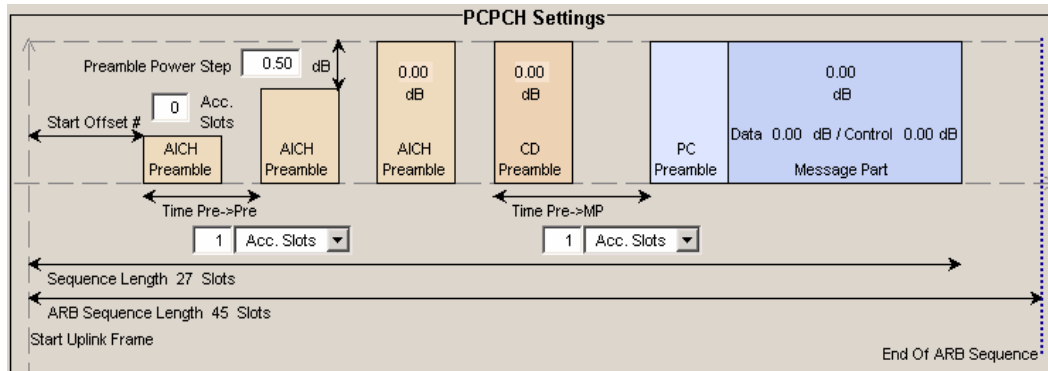 PCPCH Settings
Preamble Power Step 0.50 dB
0 Acc. Slots
Start Offset #
AICH Preamble
AICH Preamble
0.00 dB
AICH Preamble
0.00 dB
CD Preamble
PC Preamble
0.00 dB
Data 0.00 dB / Control 0.00 dB
Message Part
Time Pre->Pre
1 Acc. Slots
Time Pre->MP
1 Acc. Slots
Sequence Length 27 Slots
ARB Sequence Length 45 Slots
Start Uplink Frame
End Of ARB Sequence